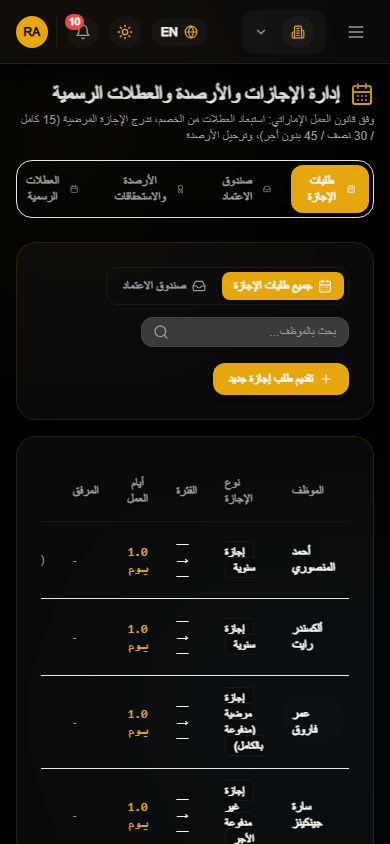 RA
10
EN
إدارة الإجازات والأرصدة والعطلات الرسمية
وفق قانون العمل الإماراتي: استبعاد العطلات من الخصم، تدرج الإجازة المرضية (15 كامل
/ 30 نصف / 45 بدون أجر)، وترحيل الأرصدة
طلبات
الإجازة
صندوق
الاعتماد
الأرصدة
والاستحقاقات
العطلات
الرسمية
جميع طلبات الإجازة
صندوق الاعتماد
بحث بالموظف...
+ تقديم طلب إجازة جديد
الموظف
نوع
الإجازة
الفترة
أيام
العمل
المرفق
أحمد
المنصوري
إجازة
سنوية
— → —
1.0
يوم
-
)
ألكسندر
رايت
إجازة
سنوية
— → —
1.0
يوم
-
عمر
فاروق
إجازة
مرضية
(مدفوعة
بالكامل)
— → —
1.0
يوم
-
سارة
جينكينز
إجازة
غير
مدفوعة
الأجر
— → —
1.0
يوم
-